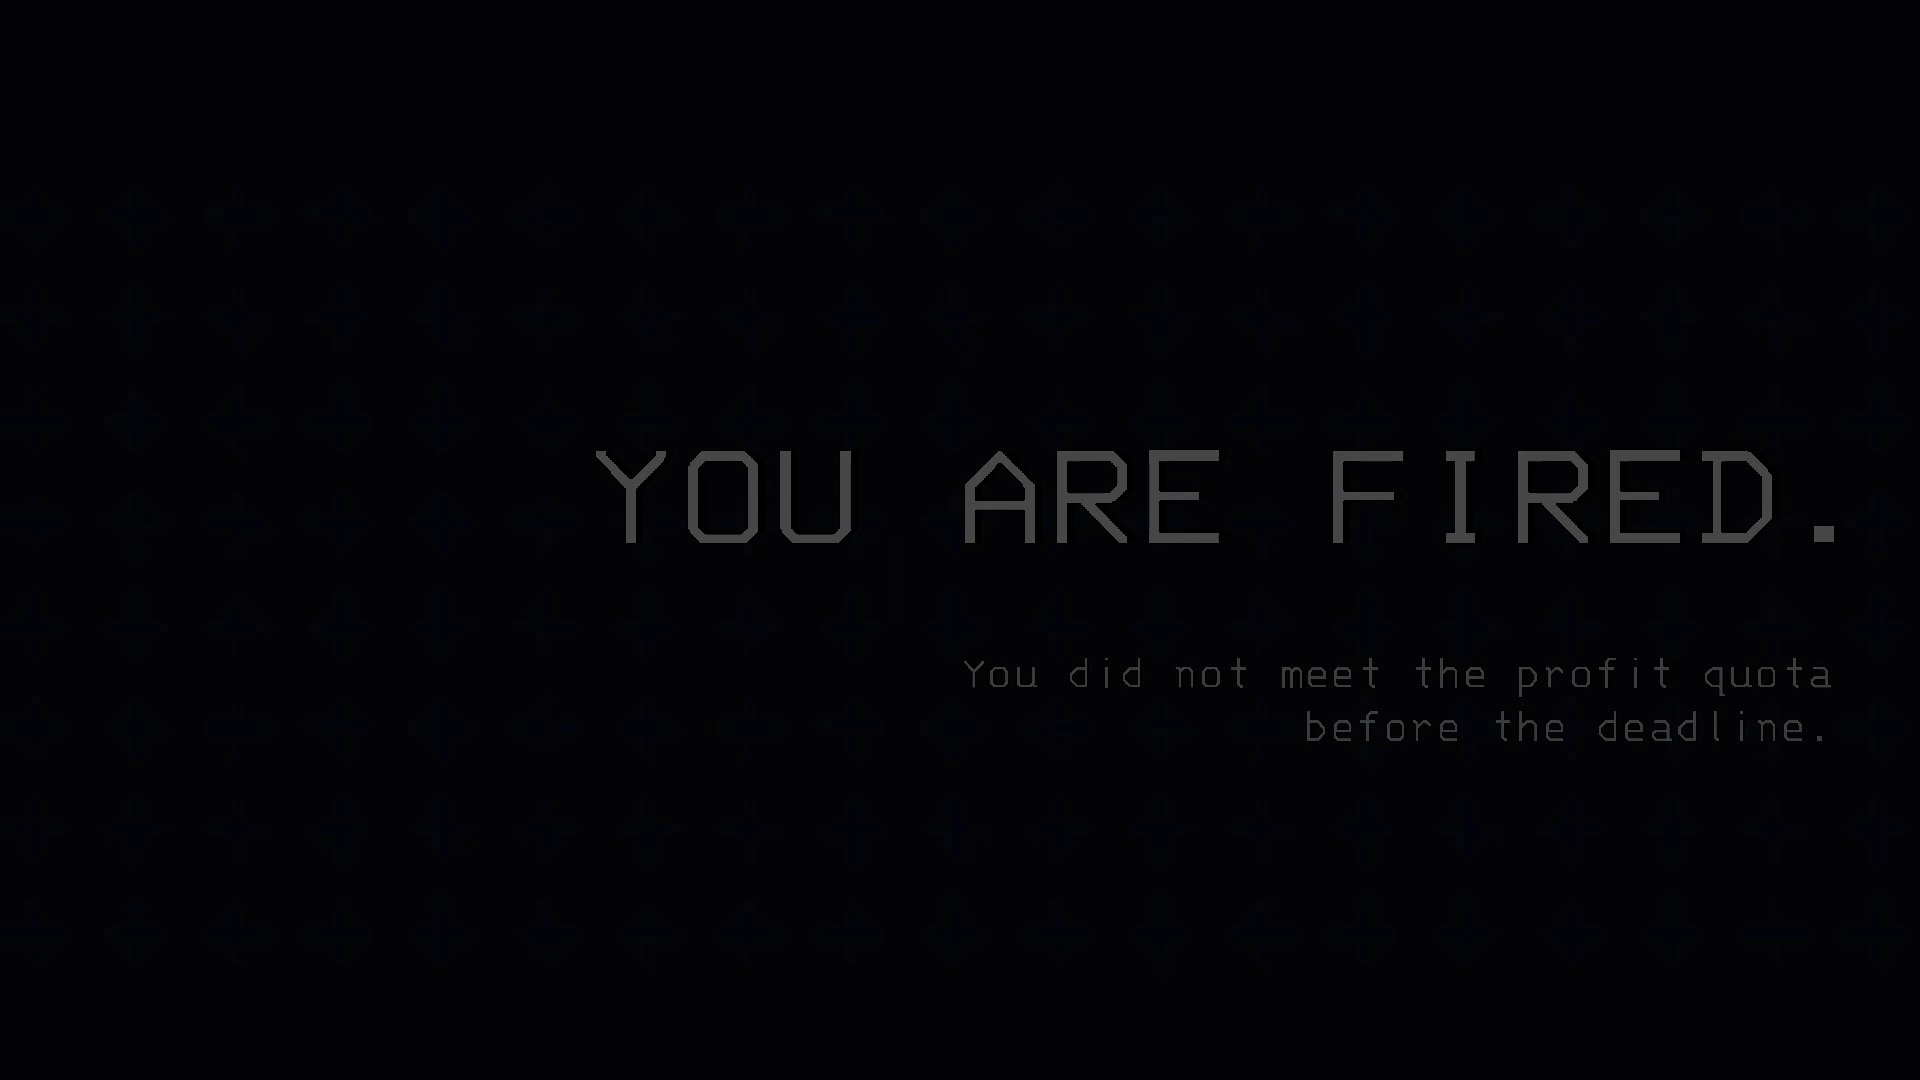 YOU ARE FIRED.
You did not meet the profit quota
before the deadline.